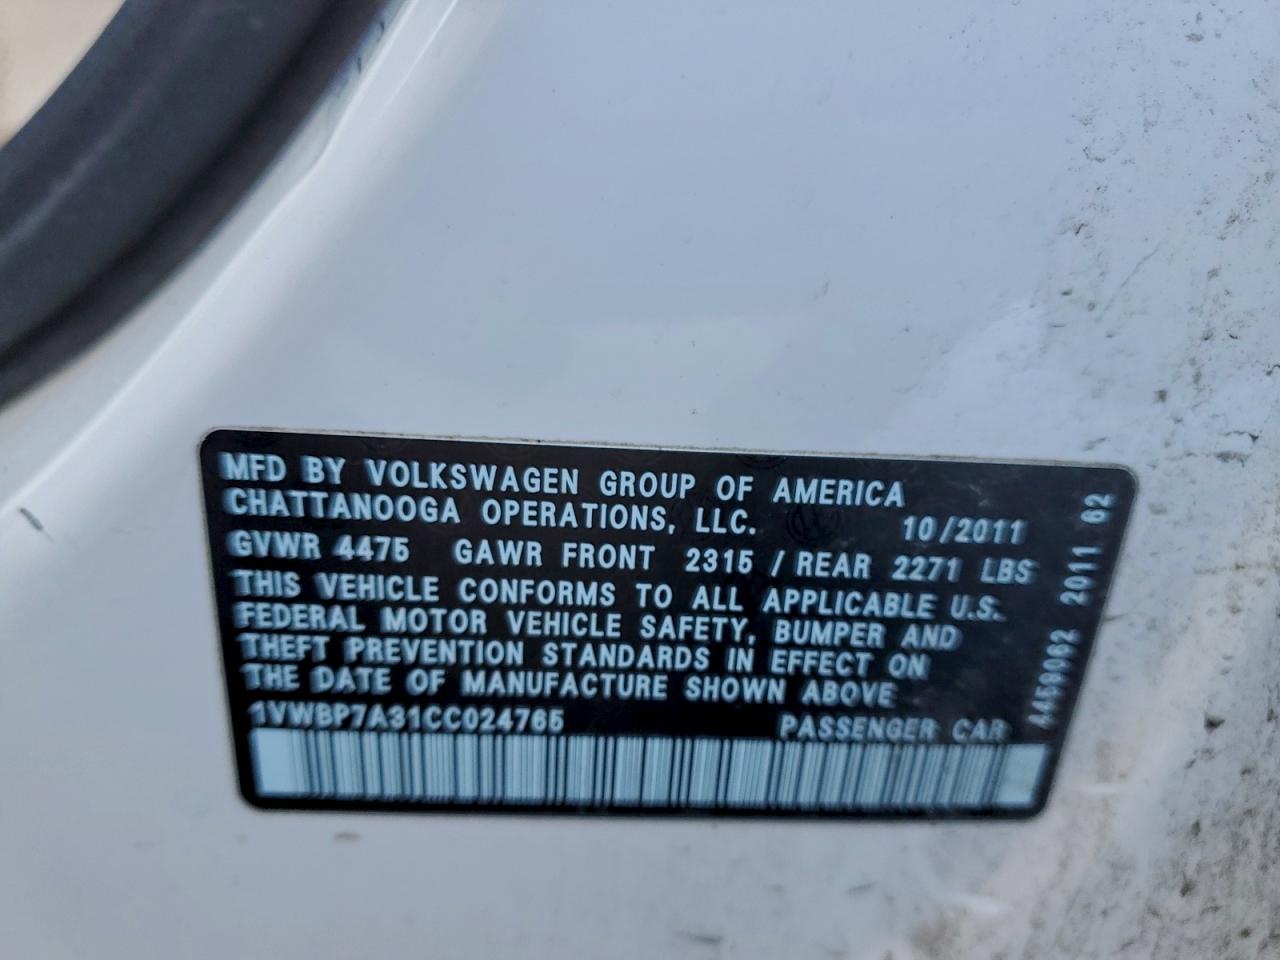 MFD BY VOLKSWAGEN GROUP OF AMERICA
CHATTANOOGA OPERATIONS, LLC. 10/2011
GVWR 4475 GAWR FRONT 2315 / REAR 2271 LBS
THIS VEHICLE CONFORMS TO ALL APPLICABLE U.S.
FEDERAL MOTOR VEHICLE SAFETY, BUMPER AND
THEFT PREVENTION STANDARDS IN EFFECT ON
THE DATE OF MANUFACTURE SHOWN ABOVE
1VWBP7A31CC024765 PASSENGER CAR
A459062 2011 62